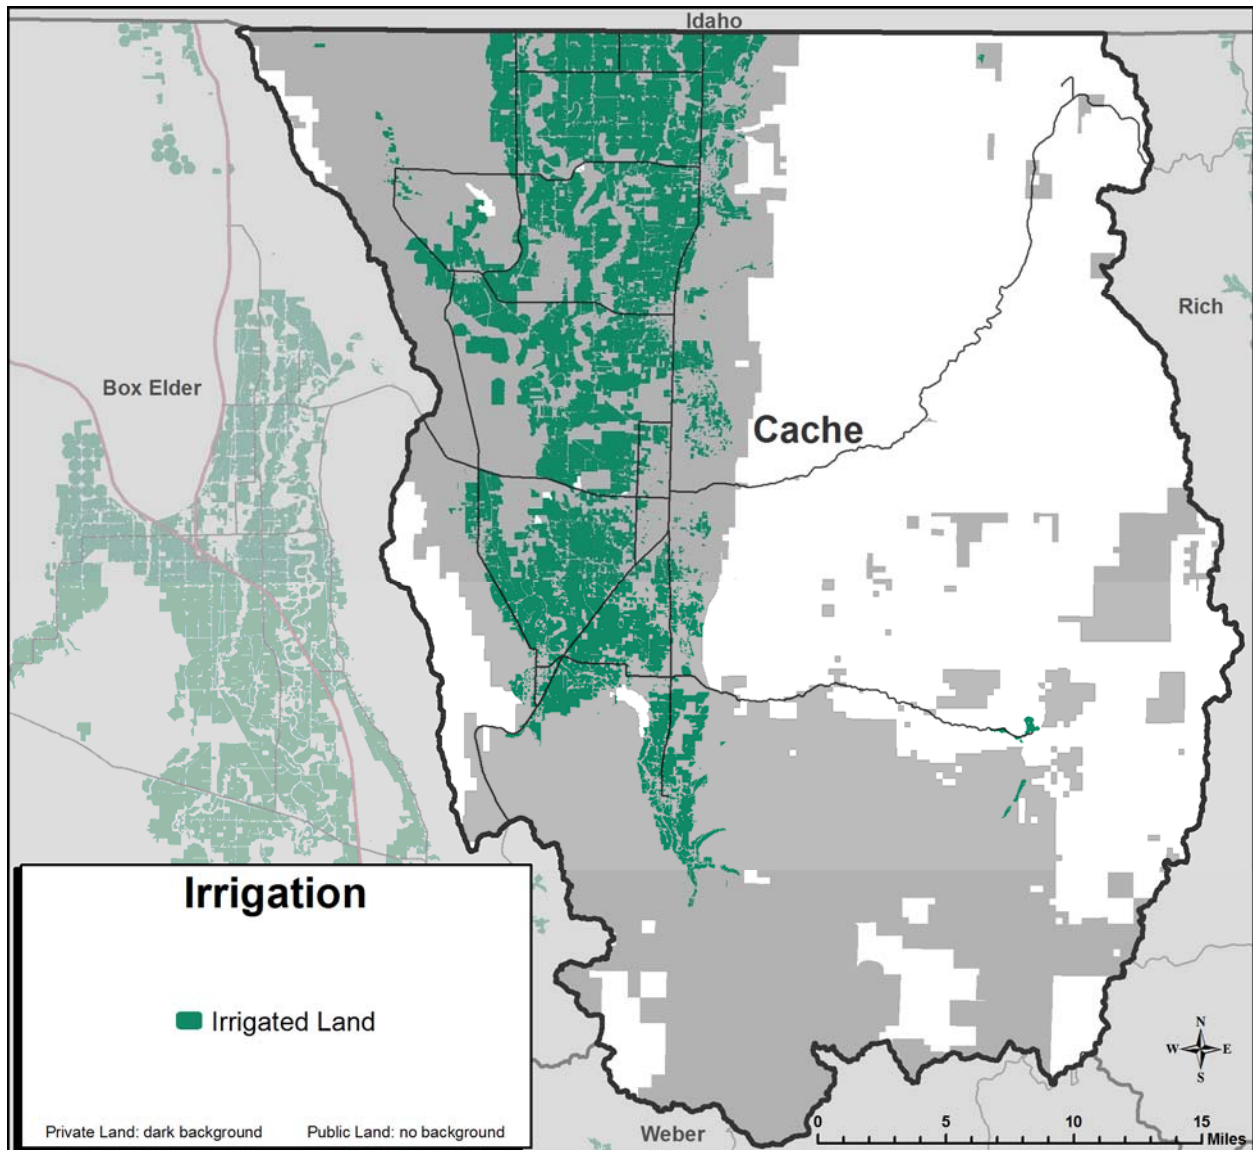 Idaho
Rich
Box Elder
Cache
Irrigation
Irrigated Land
N
W E
S
Private Land: dark background Public Land: no background
Weber
0 5 10 15
Miles